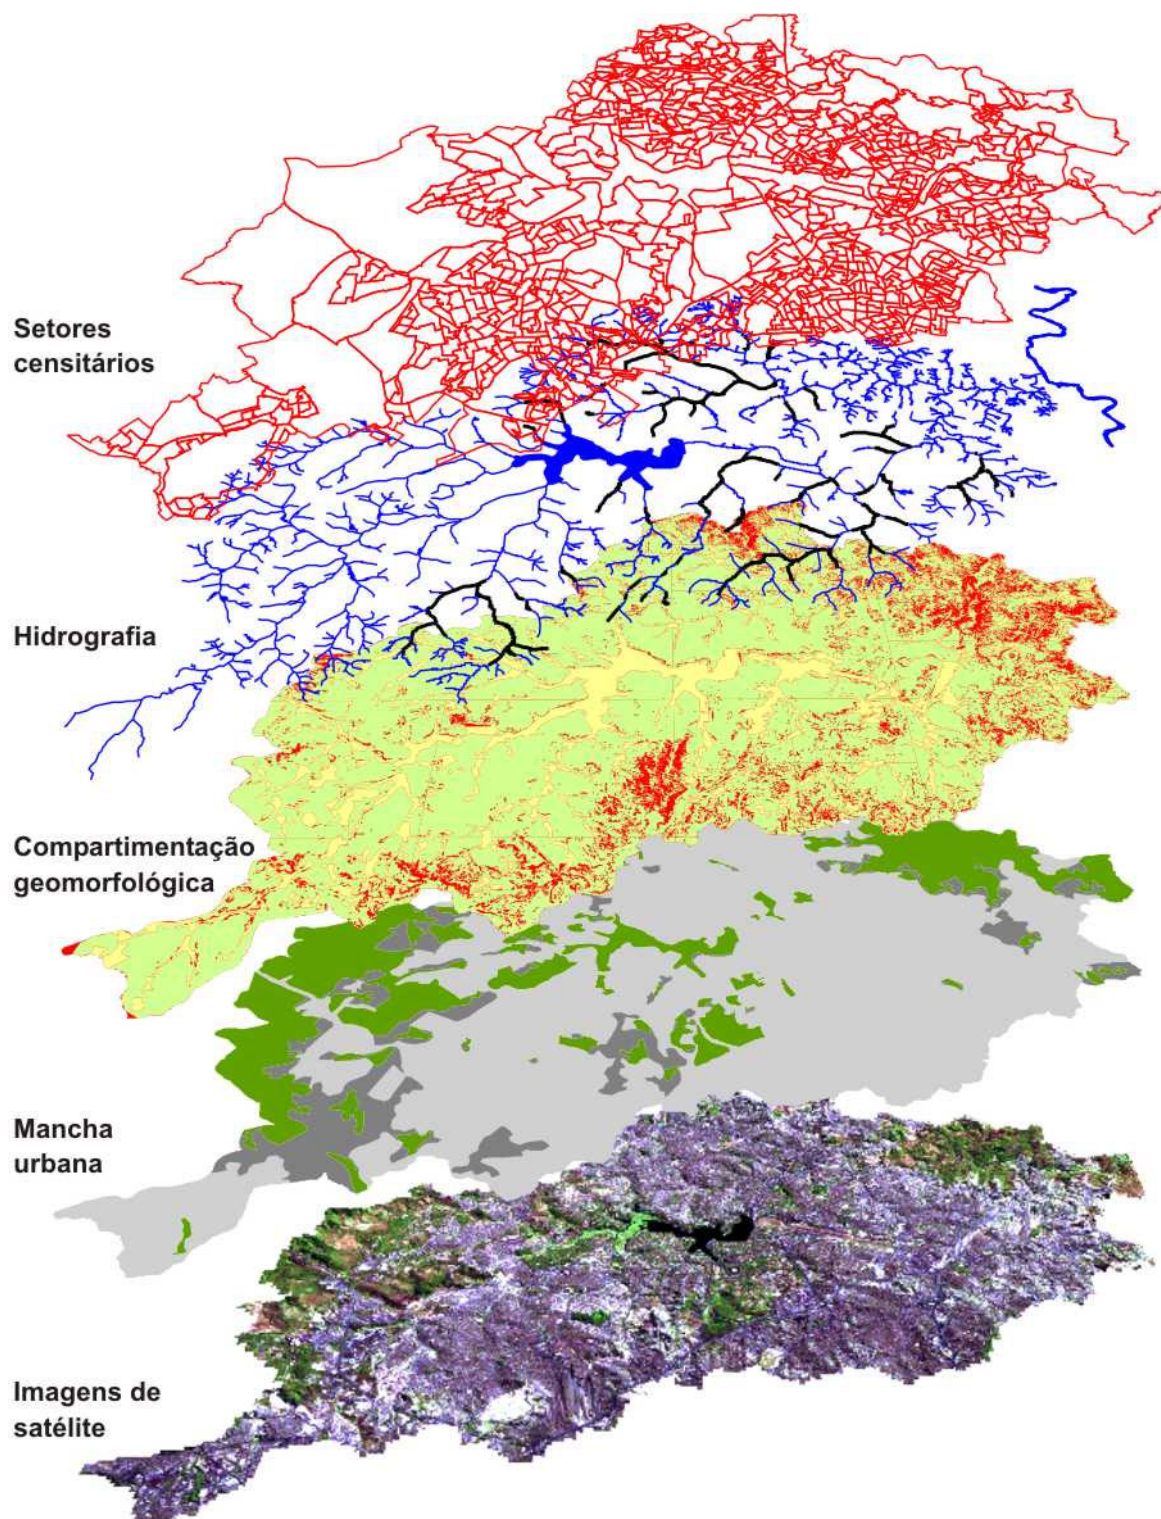 Setores
censitários
Hidrografia
Compartimentação
geomorfológica
Mancha
urbana
Imagens de
satélite